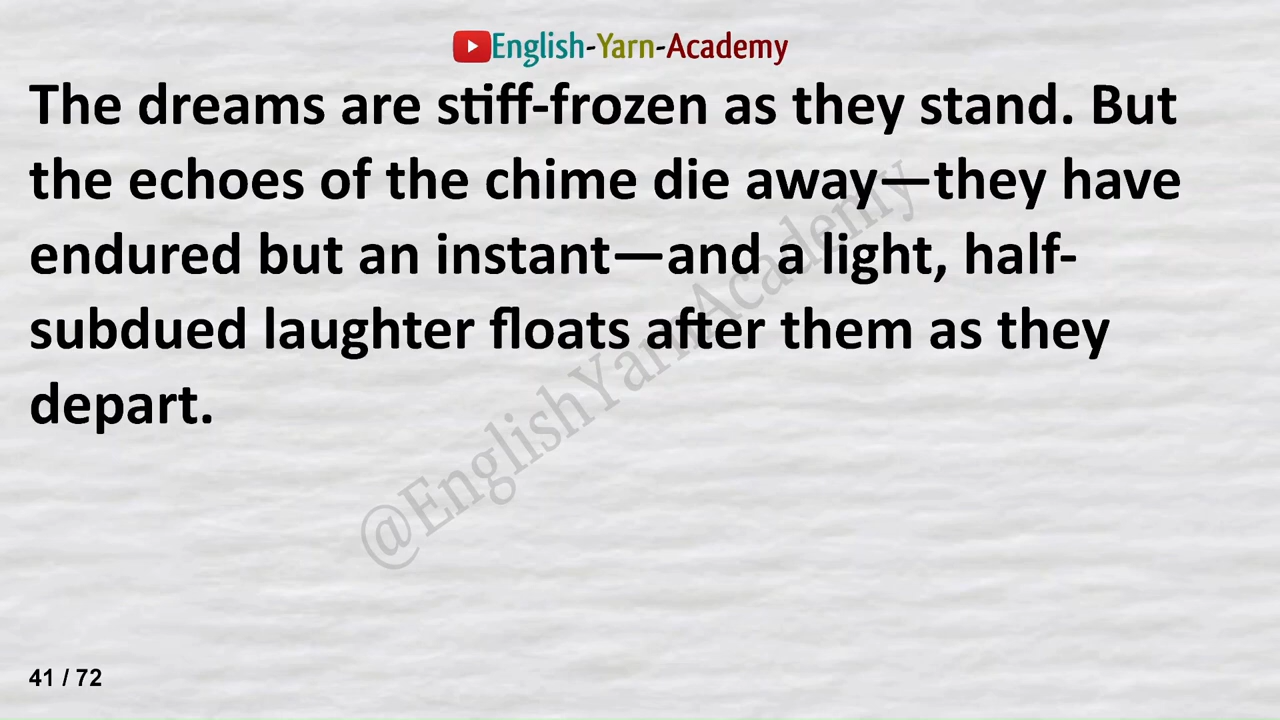 English-Yarn-Academy
The dreams are stiff-frozen as they stand. But
the echoes of the chime die away—they have
endured but an instant—and a light, half-
subdued laughter floats after them as they
depart.
@EnglishYarnAcademy
41 / 72